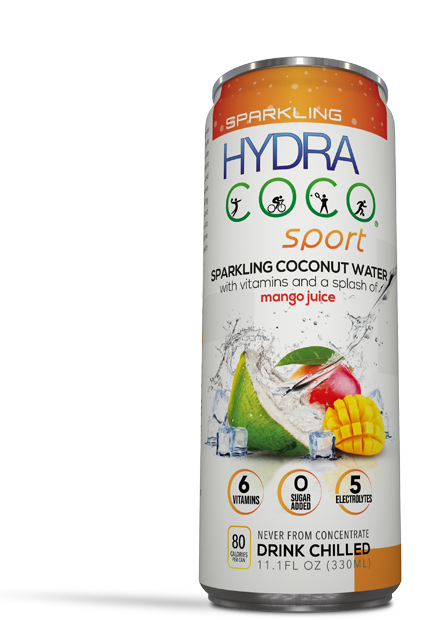 SPARKLING
HYDRA
COCO®
sport
SPARKLING COCONUT WATER
with vitamins and a splash of
mango juice
6
VITAMINS
0
SUGAR
ADDED
5
ELECTROLYTES
80
CALORIES
PER CAN
NEVER FROM CONCENTRATE
DRINK CHILLED
11.1FL OZ (330ML)